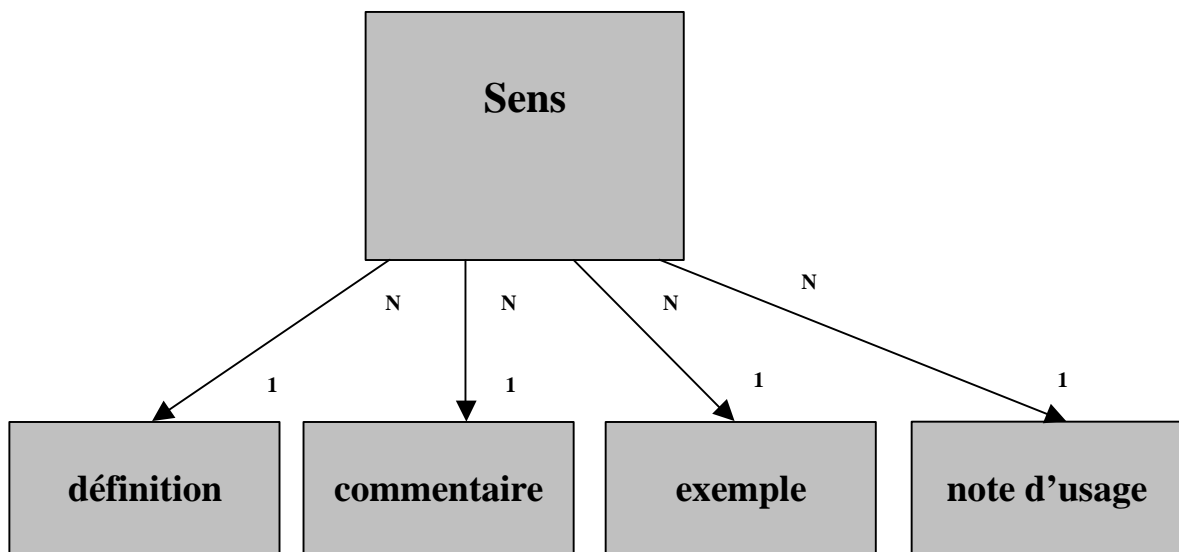 Sens
N N N N
1 1 1 1
définition commentaire exemple note d’usage